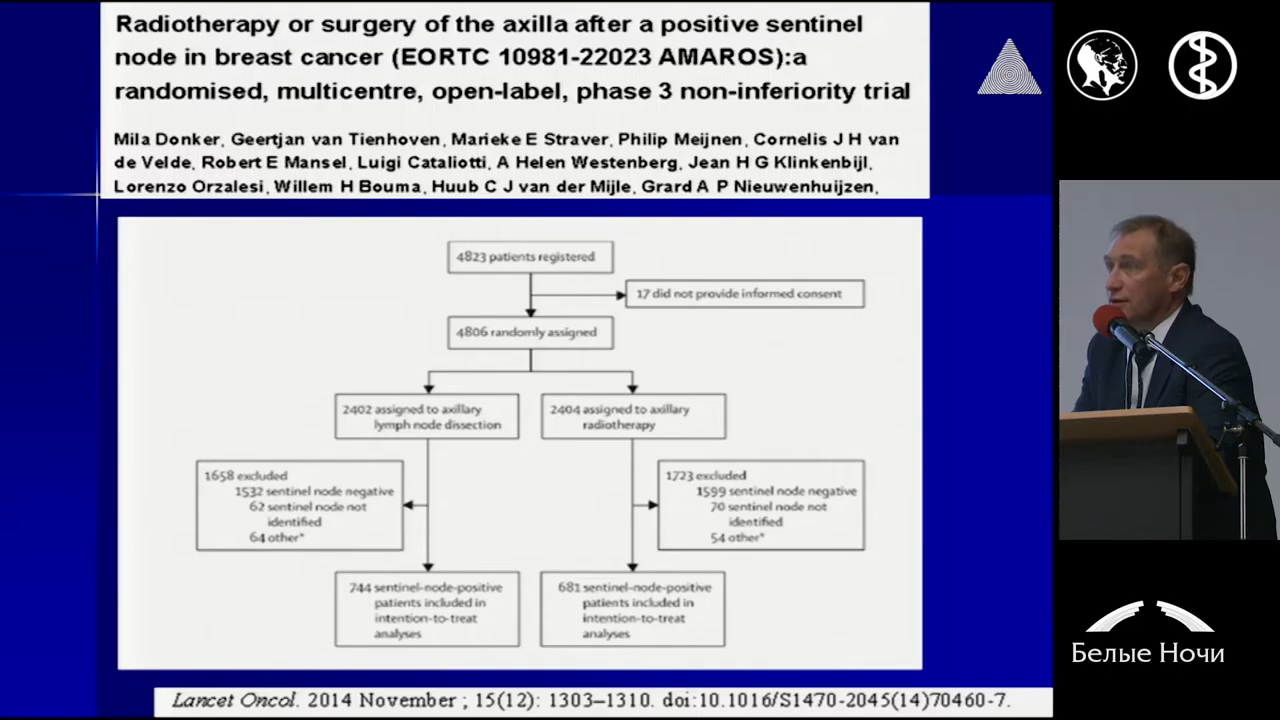 Radiotherapy or surgery of the axilla after a positive sentinel
node in breast cancer (EORTC 10981-22023 AMAROS):a
randomised, multicentre, open-label, phase 3 non-inferiority trial
Mila Donker, Geertjan van Tienhoven, Marieke E Straver, Philip Meijnen, Cornelis J H van
de Velde, Robert E Mansel, Luigi Cataliotti, A Helen Westenberg, Jean H G Klinkenbijl,
Lorenzo Orzalesi, Willem H Bouma, Huub C J van der Mijle, Grard A P Nieuwenhuijzen,
4823 patients registered
17 did not provide informed consent
4806 randomly assigned
2402 assigned to axillary
lymph node dissection
2404 assigned to axillary
radiotherapy
1658 excluded
1532 sentinel node negative
62 sentinel node not
identified
64 other*
1723 excluded
1599 sentinel node negative
70 sentinel node not
identified
54 other*
744 sentinel-node-positive
patients included in
intention-to-treat
analyses
681 sentinel-node-positive
patients included in
intention-to-treat
analyses
Lancet Oncol. 2014 November ; 15(12): 1303–1310. doi:10.1016/S1470-2045(14)70460-7.
Белые Ночи